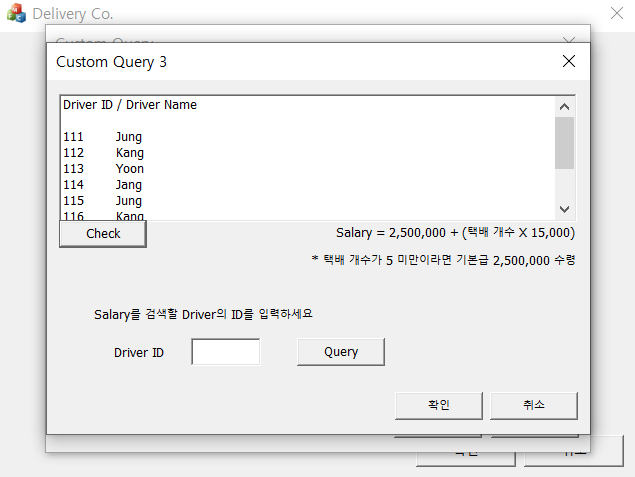 Delivery Co.
Custom Query
Custom Query 3
Driver ID / Driver Name
111 Jung
112 Kang
113 Yoon
114 Jang
115 Jung
116 Kang
Check
Salary = 2,500,000 + (택배 개수 X 15,000)
* 택배 개수가 5 미만이라면 기본급 2,500,000 수령
Salary를 검색할 Driver의 ID를 입력하세요
Driver ID
Query
확인 취소
확인 취소